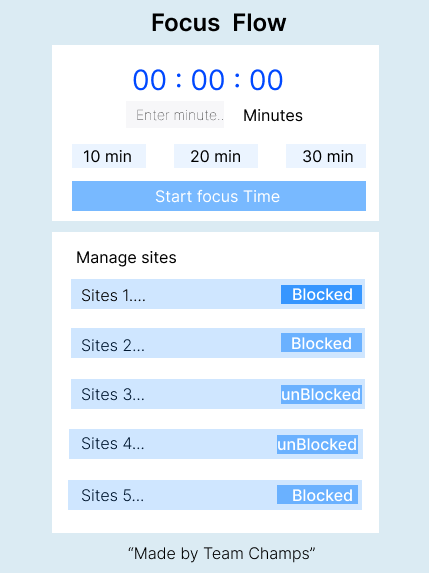 Focus Flow
00 : 00 : 00
Enter minute.. Minutes
10 min 20 min 30 min
Start focus Time
Manage sites
Sites 1.... Blocked
Sites 2... Blocked
Sites 3... unBlocked
Sites 4... unBlocked
Sites 5... Blocked
“Made by Team Champs”